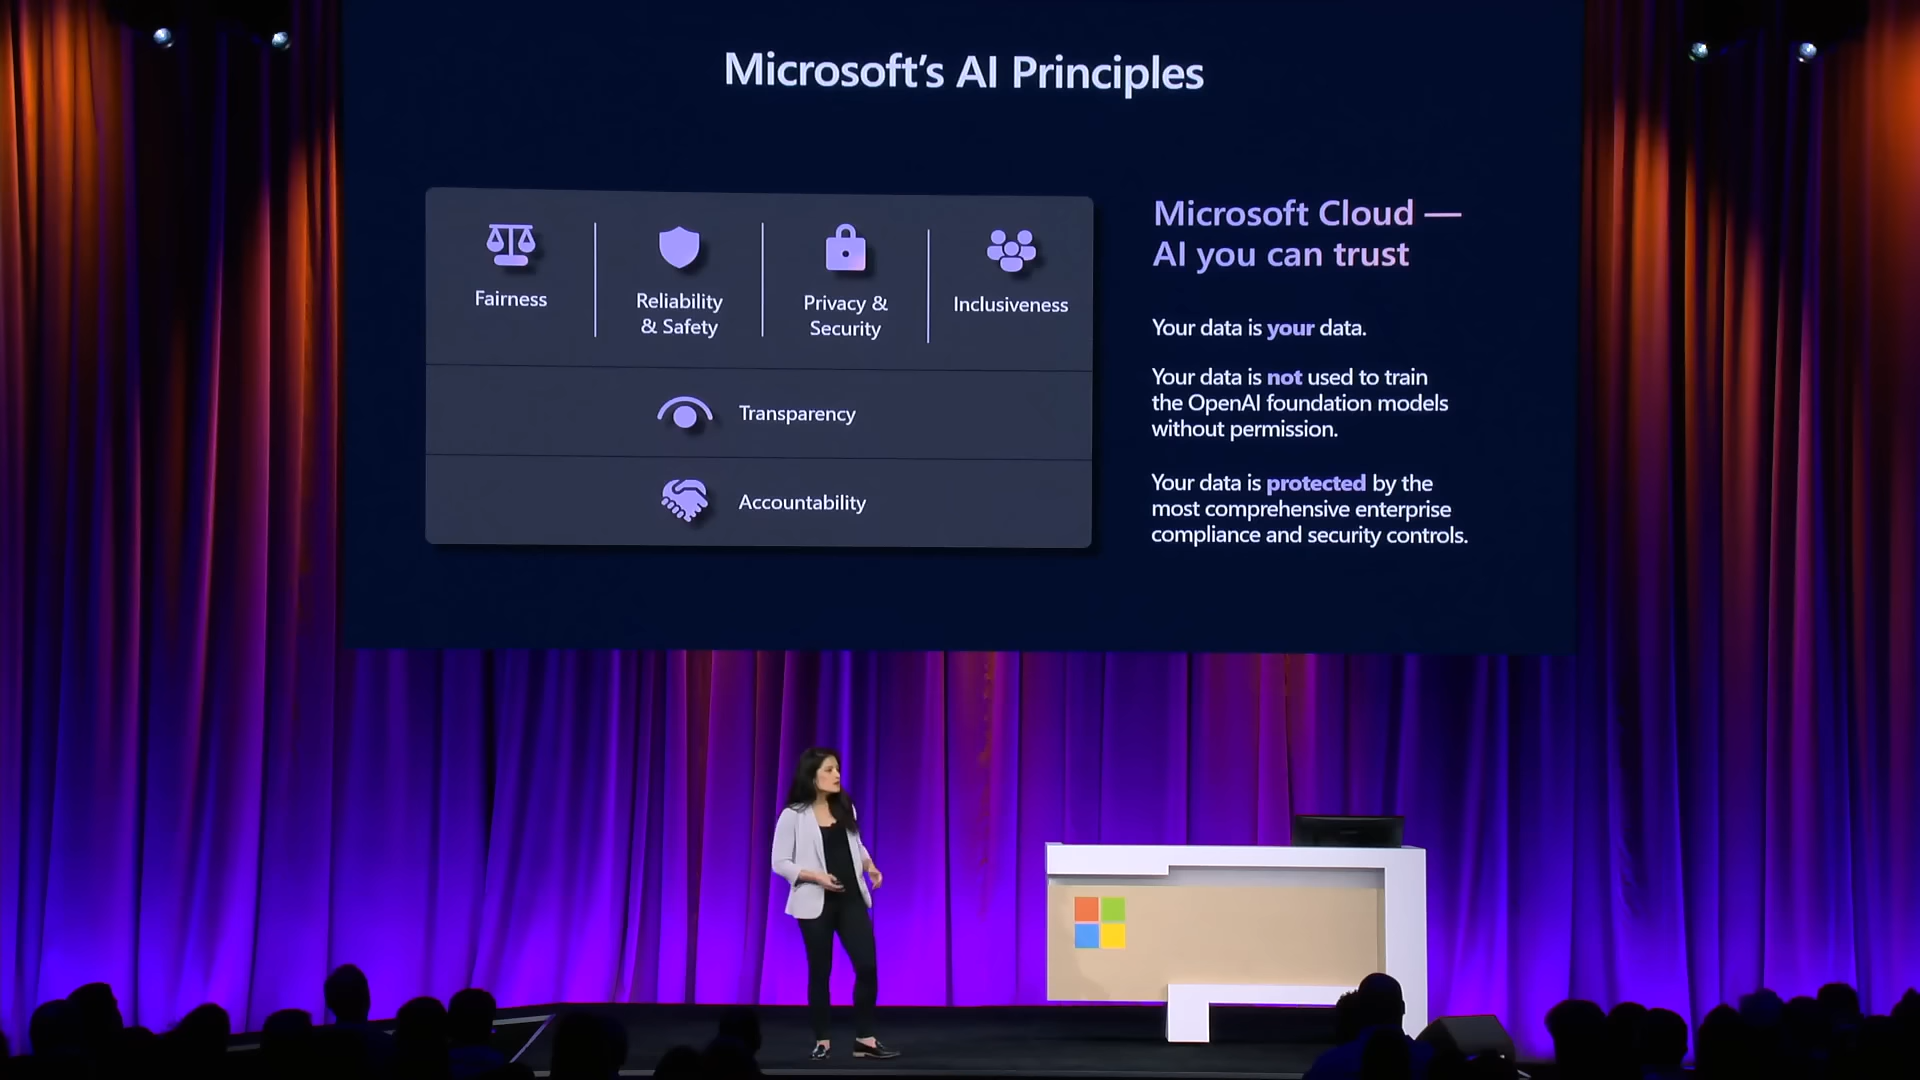 Microsoft's AI Principles
Fairness
Reliability
& Safety
Privacy &
Security
Inclusiveness
Transparency
Accountability
Microsoft Cloud —
AI you can trust
Your data is your data.
Your data is not used to train
the OpenAI foundation models
without permission.
Your data is protected by the
most comprehensive enterprise
compliance and security controls.